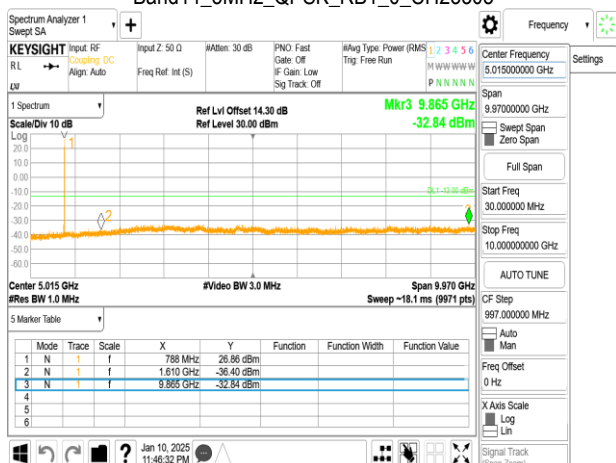 Spectrum Analyzer 1
Swept SA
Frequency
KEYSIGHT
Input: RF
Coupling: DC
Align: Auto
Input Z: 50 Ω
Freq Ref: Int (S)
#Atten: 30 dB
PNO: Fast
Gate: Off
IF Gain: Low
Sig Track: Off
#Avg Type: Power (RMS
Trig: Free Run
1 2 3 4 5 6
M W W W W W
P N N N N N
RL
LXI
Center Frequency
5.015000000 GHz
Settings
Span
9.97000000 GHz
Swept Span
Zero Span
Full Span
Start Freq
30.000000 MHz
Stop Freq
10.000000000 GHz
AUTO TUNE
CF Step
997.000000 MHz
Auto
Man
Freq Offset
0 Hz
X Axis Scale
Log
Lin
Signal Track
1 Spectrum
Ref Lvl Offset 14.30 dB
Mkr3 9.865 GHz
Scale/Div 10 dB
Ref Level 30.00 dBm
-32.84 dBm
Log
20.0
10.0
0.00
-10.0
-20.0
-30.0
-40.0
-50.0
-60.0
1
2
DL1 -13.00 dBm
Center 5.015 GHz
#Video BW 3.0 MHz
Span 9.970 GHz
#Res BW 1.0 MHz
Sweep ~18.1 ms (9971 pts)
5 Marker Table
Mode Trace Scale X Y Function Function Width Function Value
1 N 1 f 788 MHz 26.86 dBm
2 N 1 f 1.610 GHz -36.40 dBm
3 N 1 f 9.865 GHz -32.84 dBm
4
5
6
Jan 10, 2025
11:46:32 PM